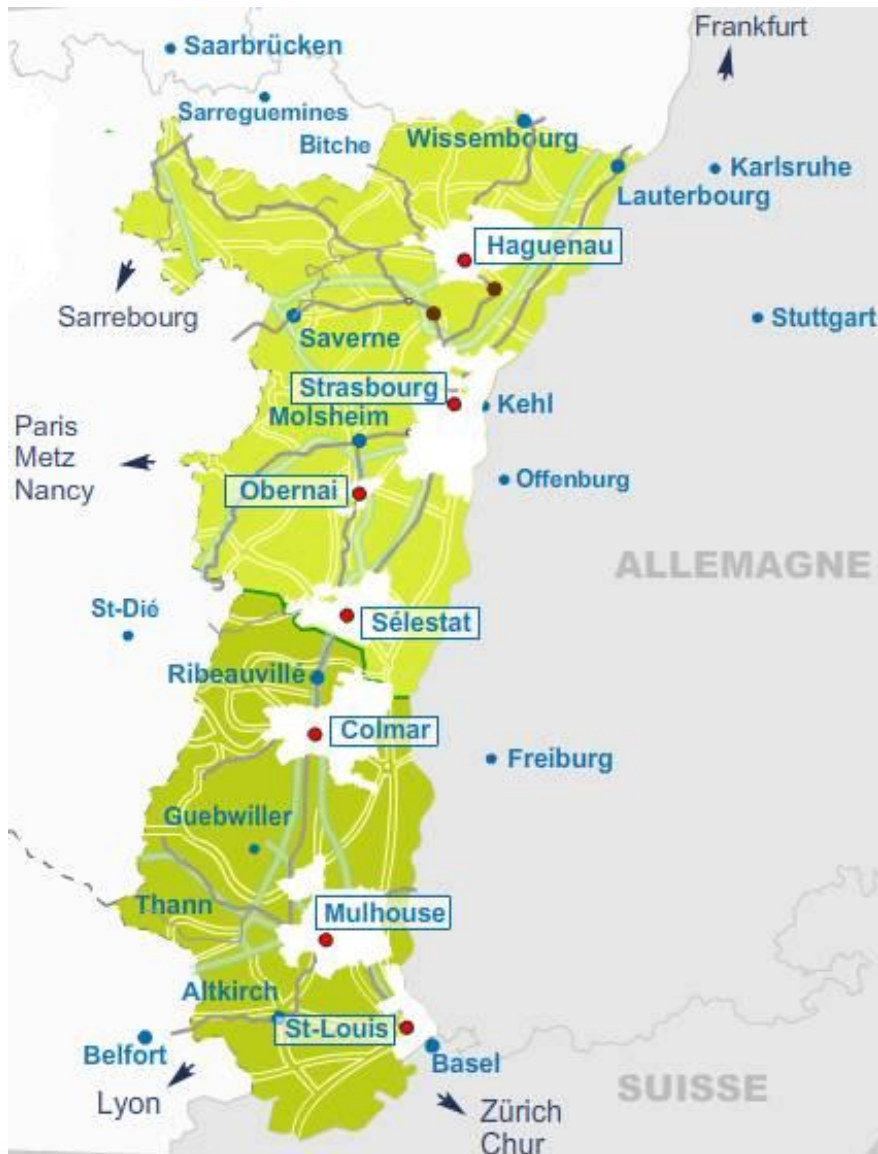 Frankfurt
Saarbrücken
Sarreguemines
Wissembourg
Bitche
Karlsruhe
Lauterbourg
Haguenau
Sarrebourg
Stuttgart
Saverne
Strasbourg
Kehl
Molsheim
Paris
Metz
Nancy
Offenburg
Obernai
ALLEMAGNE
St-Dié
Sélestat
Ribeauvillé
Colmar
Freiburg
Guebwiller
Thann
Mulhouse
Altkirch
St-Louis
Belfort
Basel
SUISSE
Lyon
Zürich
Chur